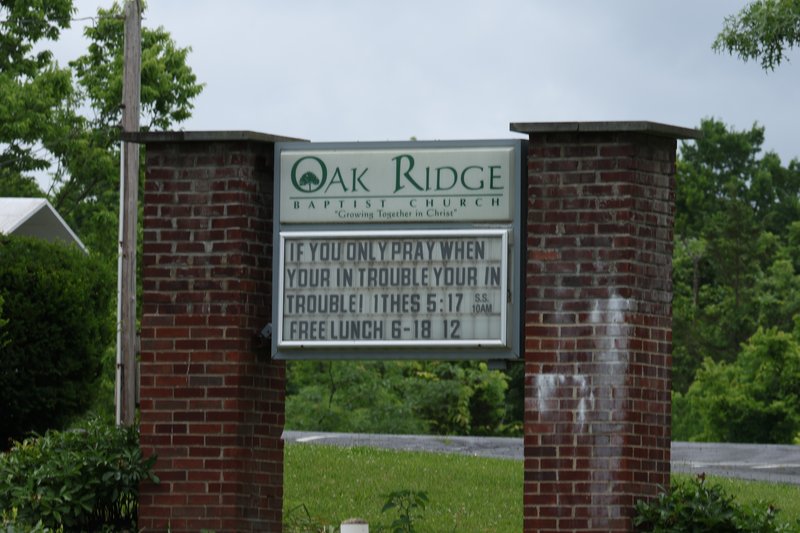 OAK RIDGE
BAPTIST CHURCH
"Growing Together in Christ"
IF YOU ONLY PRAY WHEN
YOUR IN TROUBLE YOUR IN
TROUBLE! 1THES 5:17 S.S. 10AM
FREE LUNCH 6-18 12